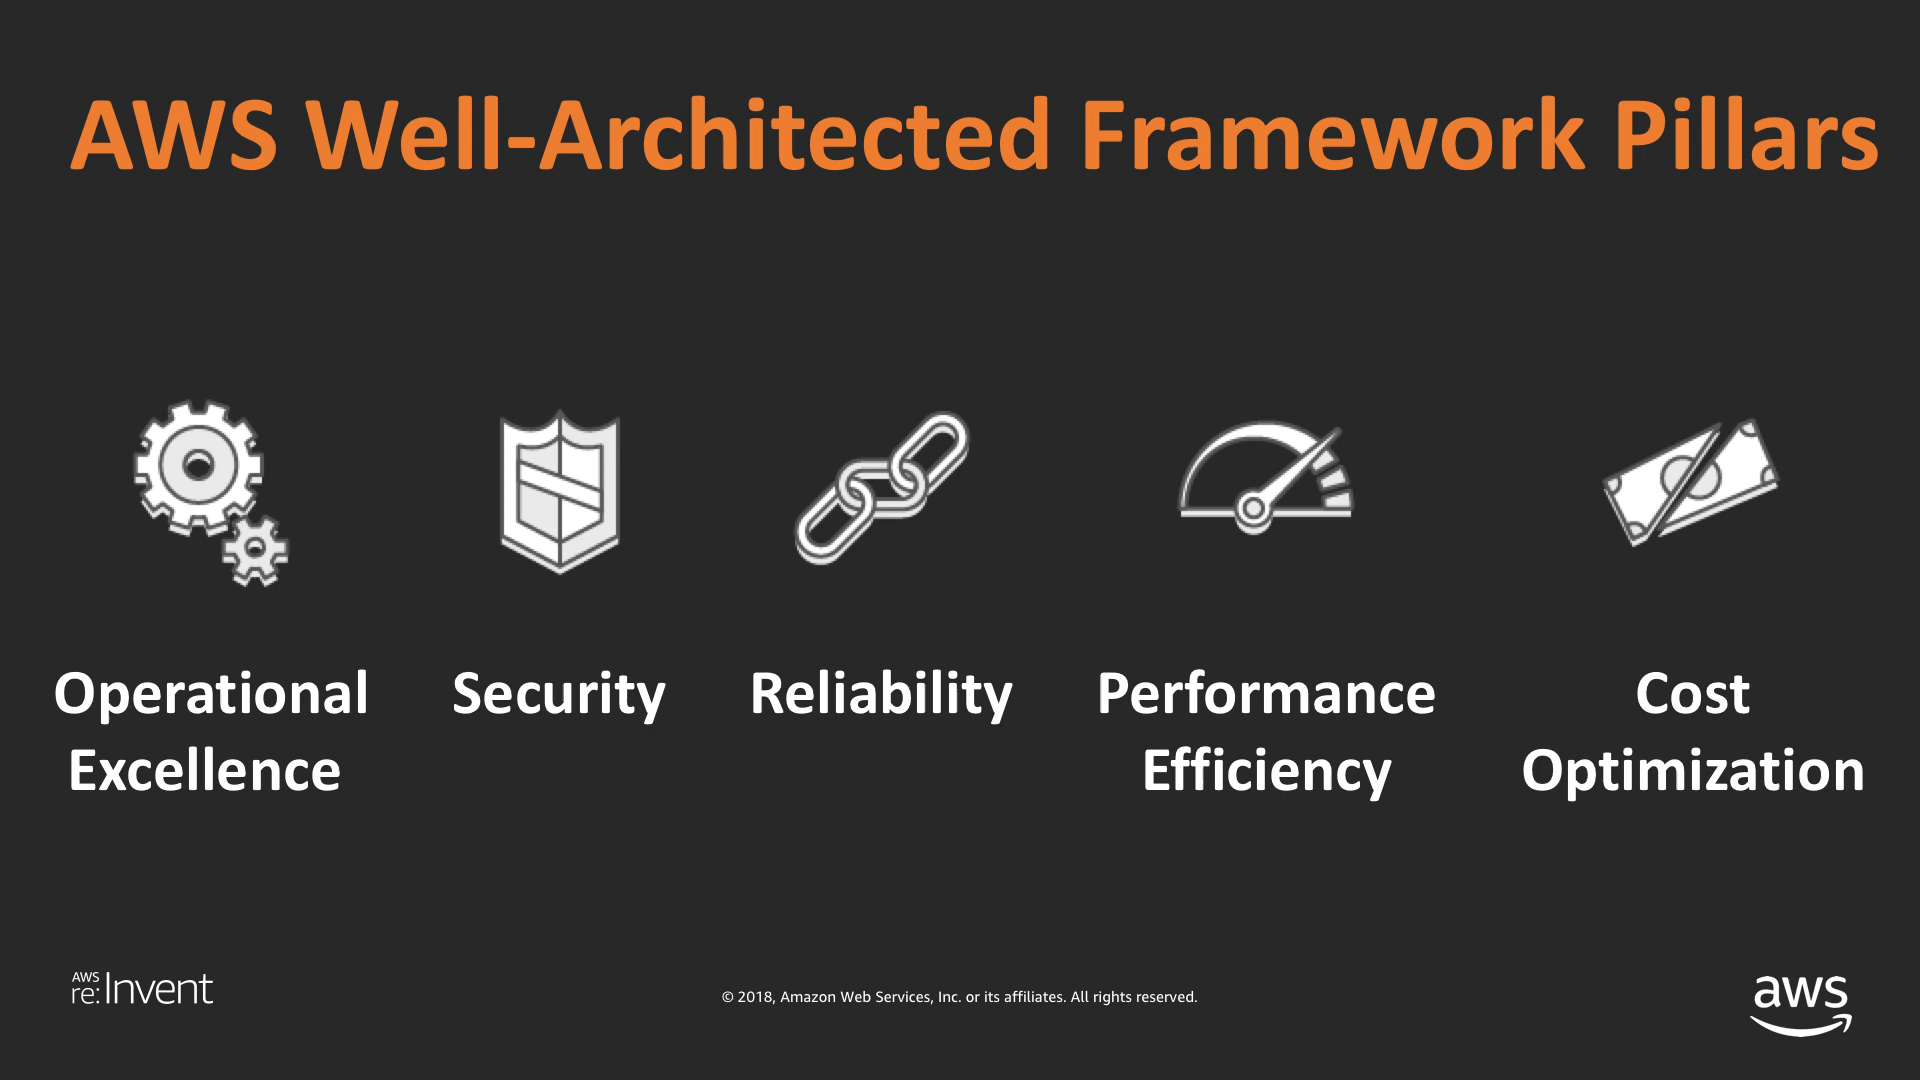 AWS Well-Architected Framework Pillars
Operational
Excellence
Security
Reliability
Performance
Efficiency
Cost
Optimization
AWS
re:Invent
© 2018, Amazon Web Services, Inc. or its affiliates. All rights reserved.
aws